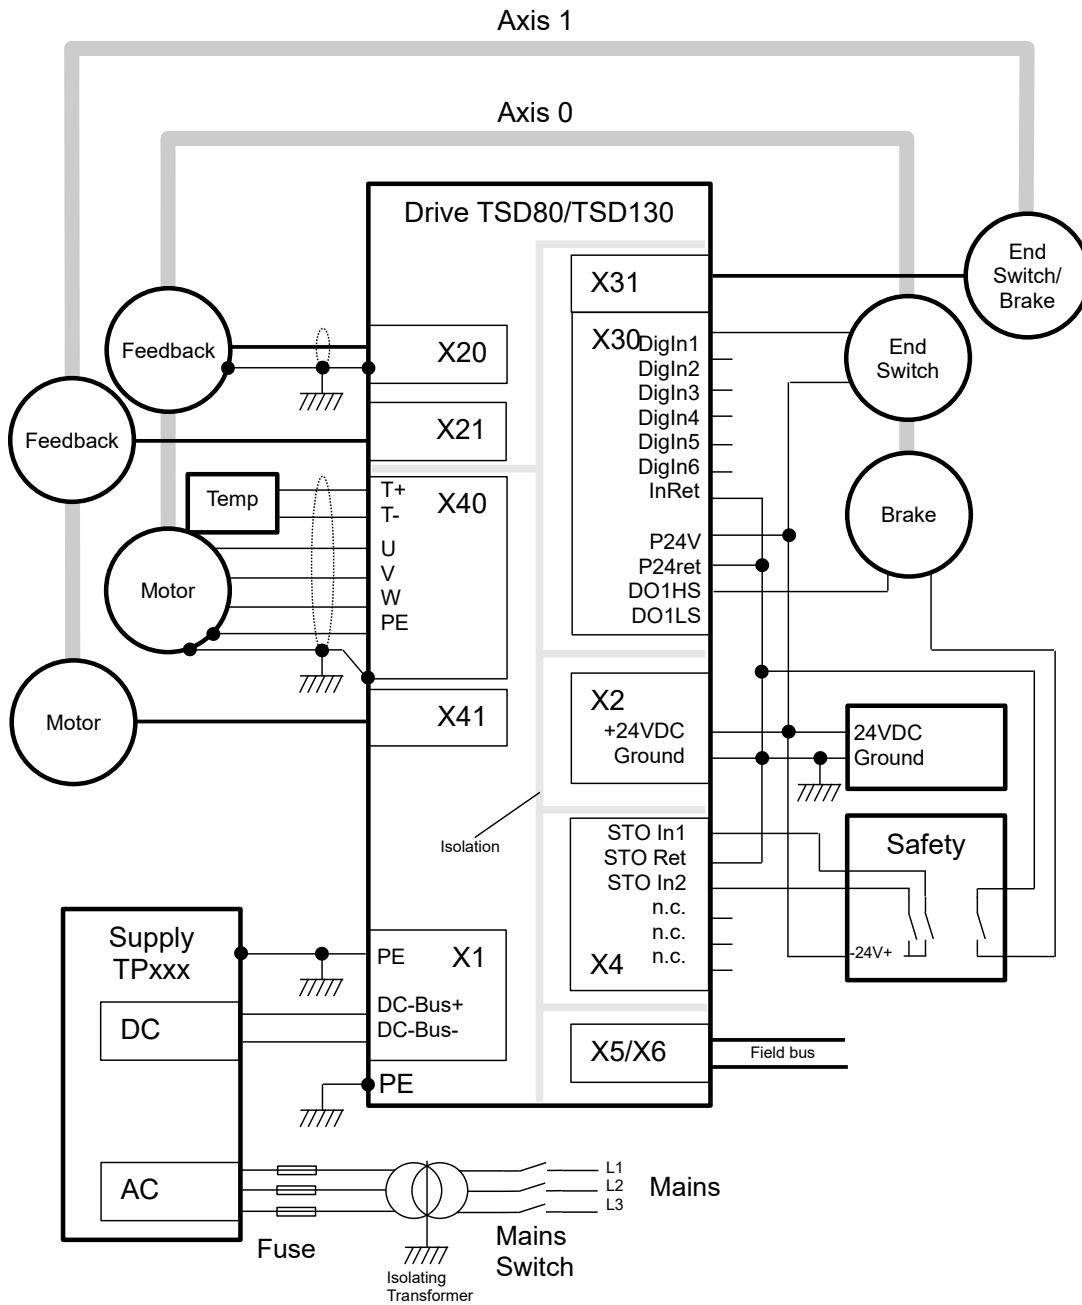 Axis 1
Axis 0
Drive TSD80/TSD130
End
Switch/
Brake
X31
X30
DigIn1
DigIn2
DigIn3
DigIn4
DigIn5
DigIn6
InRet
P24V
P24ret
DO1HS
DO1LS
End
Switch
Brake
Feedback
X20
Feedback
X21
Temp
T+
T-
X40
U
V
W
PE
Motor
Motor
X41
X2
+24VDC
Ground
24VDC
Ground
Isolation
STO In1
STO Ret
STO In2
n.c.
n.c.
n.c.
X4
Safety
-24V+
Supply
TPxxx
PE
X1
DC-Bus+
DC-Bus-
DC
PE
X5/X6
Field bus
AC
Fuse
Isolating
Transformer
Mains
Switch
L1
L2
L3
Mains